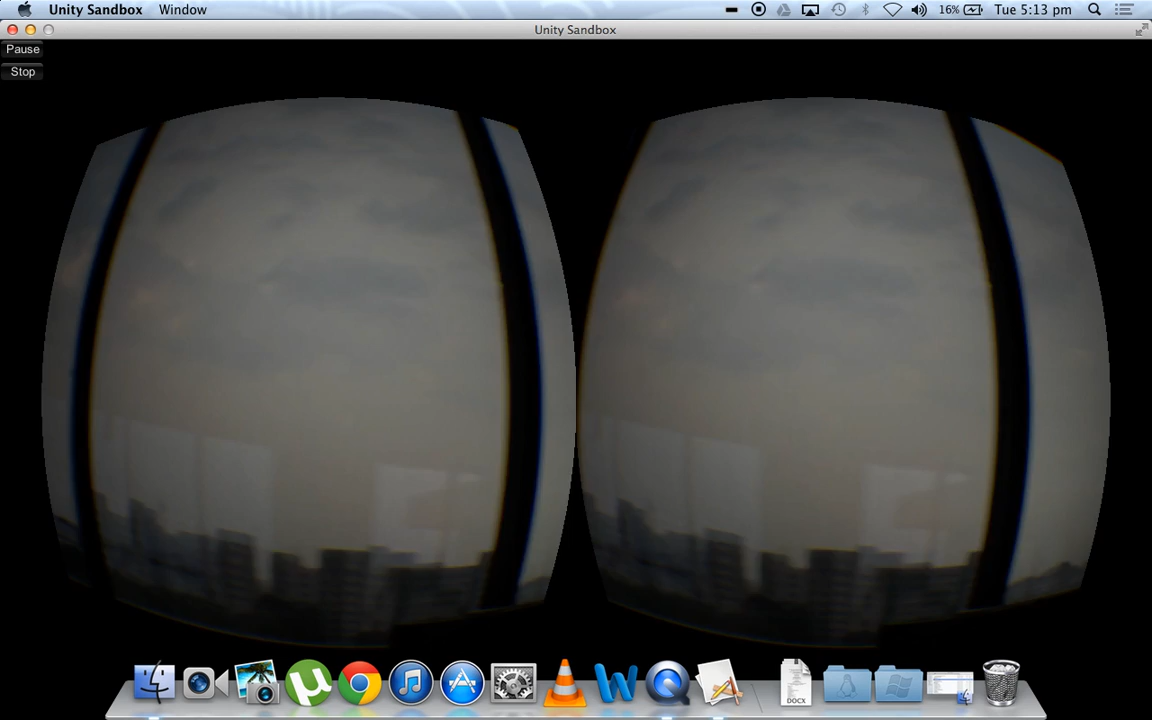 Unity Sandbox Window 16% Tue 5:13 pm
Unity Sandbox
Pause
Stop
DOCX